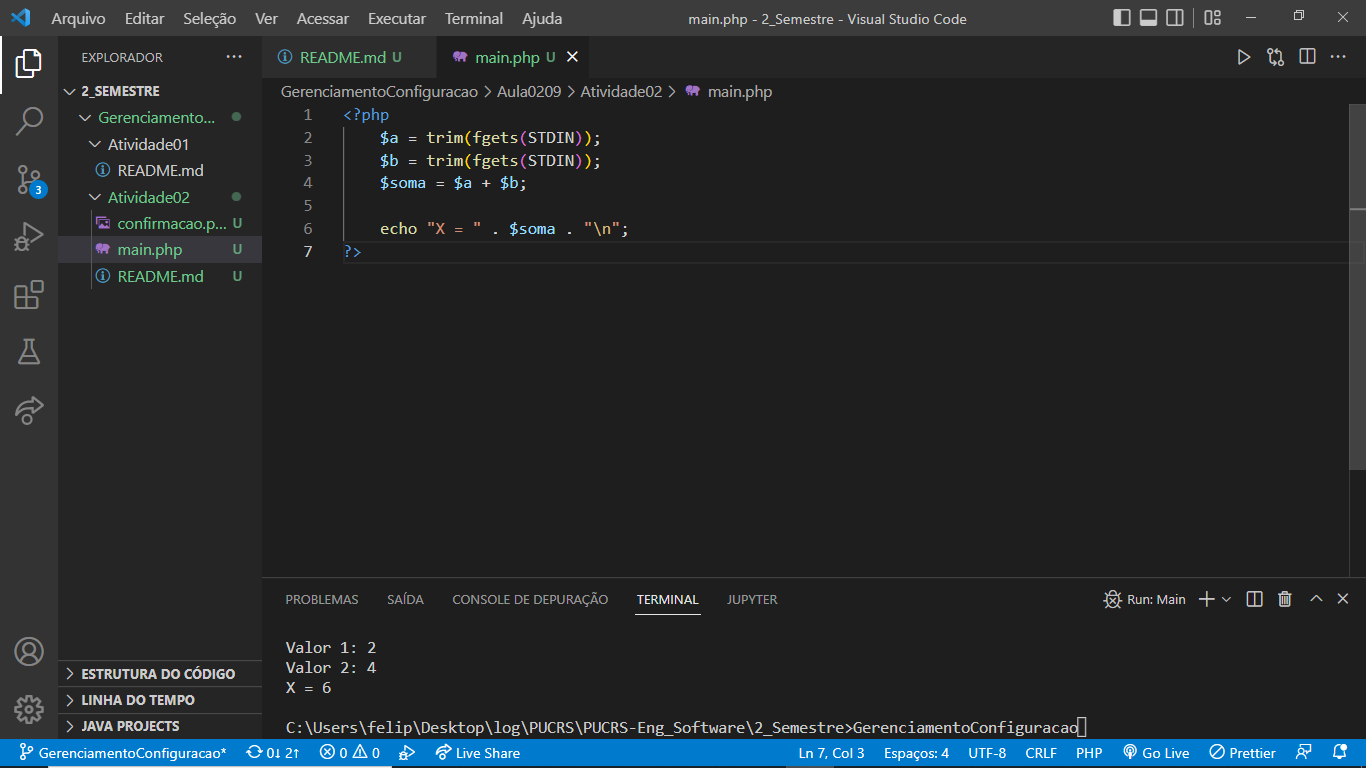 Arquivo Editar Seleção Ver Acessar Executar Terminal Ajuda main.php - 2_Semestre - Visual Studio Code
EXPLORADOR ···
2_SEMESTRE
Gerenciamento...
Atividade01
README.md
Atividade02
confirmacao.p... U
main.php U
README.md U
3
ESTRUTURA DO CÓDIGO
LINHA DO TEMPO
JAVA PROJECTS
README.md U main.php U
GerenciamentoConfiguracao > Aula0209 > Atividade02 > main.php
1 <?php
2 $a = trim(fgets(STDIN));
3 $b = trim(fgets(STDIN));
4 $soma = $a + $b;
5
6 echo "X = " . $soma . "\n";
7 ?>
PROBLEMAS SAÍDA CONSOLE DE DEPURAÇÃO TERMINAL JUPYTER Run: Main
Valor 1: 2
Valor 2: 4
X = 6
C:\Users\felip\Desktop\log\PUCRS\PUCRS-Eng_Software\2_Semestre>GerenciamentoConfiguracao
GerenciamentoConfiguracao* 0↓ 2↑ 0 0 Live Share Ln 7, Col 3 Espaços: 4 UTF-8 CRLF PHP Go Live Prettier